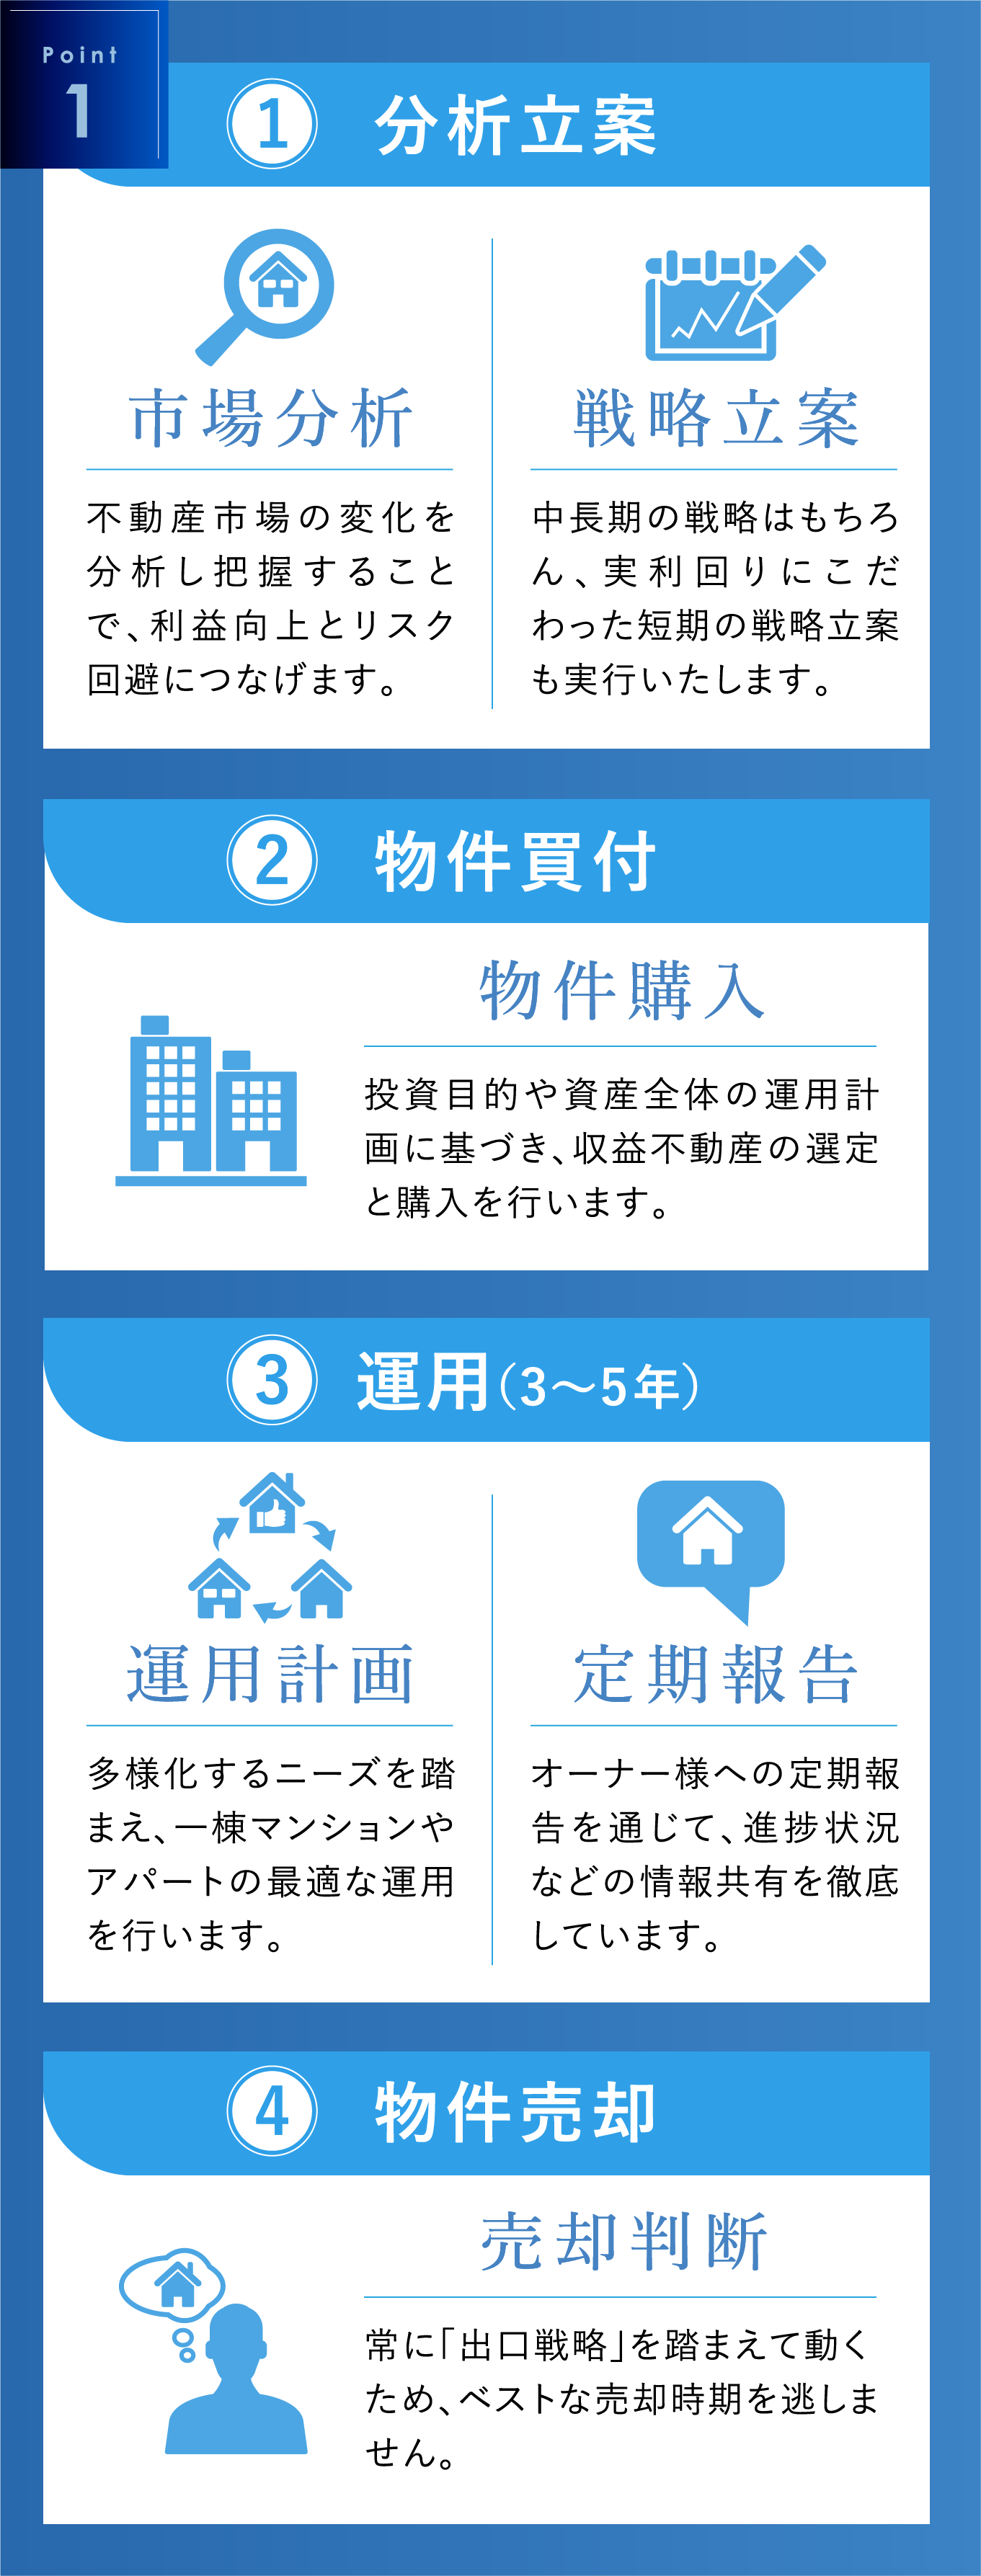 Point
1
① 分析立案
市場分析
不動産市場の変化を
分析し把握すること
で、利益向上とリスク
回避につなげます。
戦略立案
中長期の戦略はもちろ
ん、実利回りにこだ
わった短期の戦略立案
も実行いたします。
② 物件買付
物件購入
投資目的や資産全体の運用計
画に基づき、収益不動産の選定
と購入を行います。
③ 運用(3〜5年)
運用計画
多様化するニーズを踏
まえ、一棟マンションや
アパートの最適な運用
を行います。
定期報告
オーナー様への定期報
告を通じて、進捗状況
などの情報共有を徹底
しています。
④ 物件売却
売却判断
常に「出口戦略」を踏まえて動く
ため、ベストな売却時期を逃しま
せん。